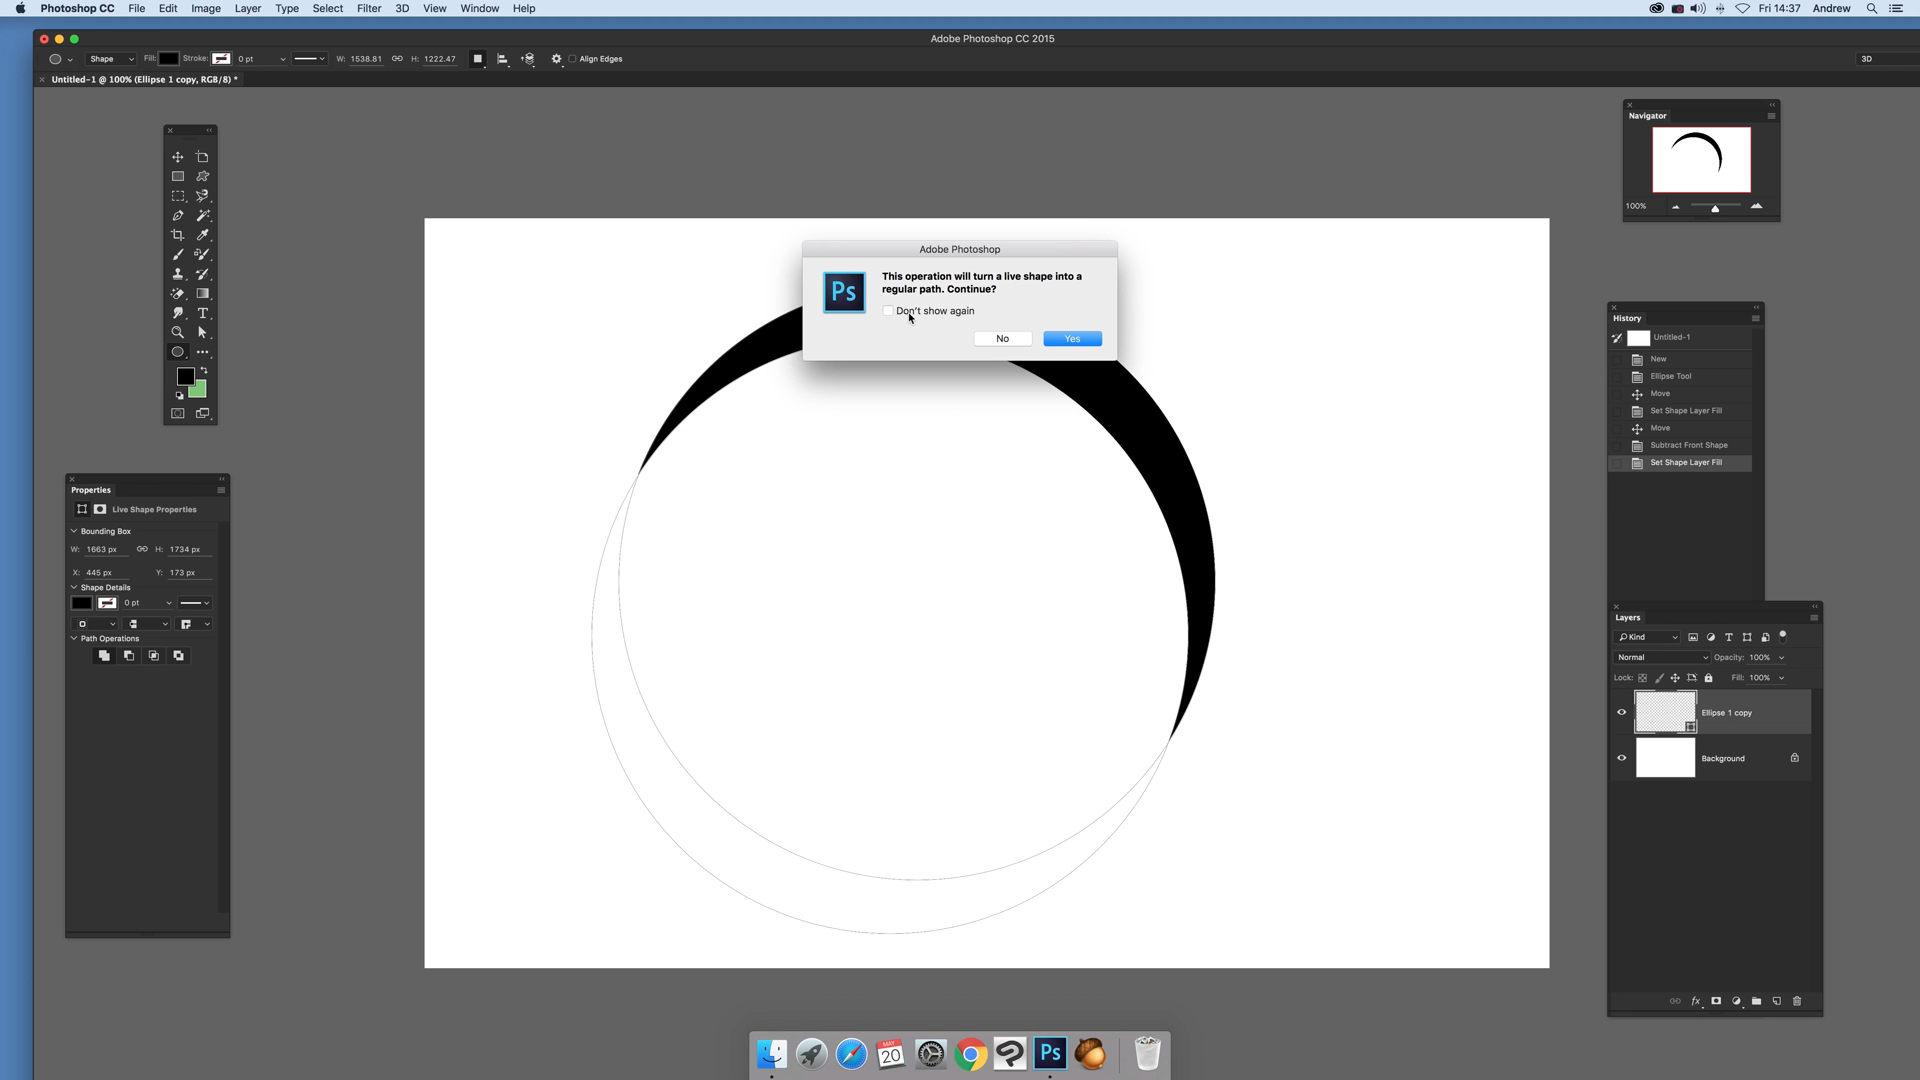 Photoshop CC File Edit Image Layer Type Select Filter 3D View Window Help Fri 14:37 Andrew
Adobe Photoshop CC 2015
Shape Fill: Stroke: 0 pt W: 1538.81 H: 1222.47 Align Edges 3D
Untitled-1 @ 100% (Ellipse 1 copy, RGB/8) *
Navigator
100%
Adobe Photoshop
Ps
This operation will turn a live shape into a
regular path. Continue?
Don't show again
No Yes
History
Untitled-1
New
Ellipse Tool
Move
Set Shape Layer Fill
Move
Subtract Front Shape
Set Shape Layer Fill
Properties
Live Shape Properties
Bounding Box
W: 1663 px H: 1734 px
X: 445 px Y: 173 px
Shape Details
0 pt
Path Operations
Layers
Kind
Normal Opacity: 100%
Lock: Fill: 100%
Ellipse 1 copy
Background
fx
MAY
20
Ps